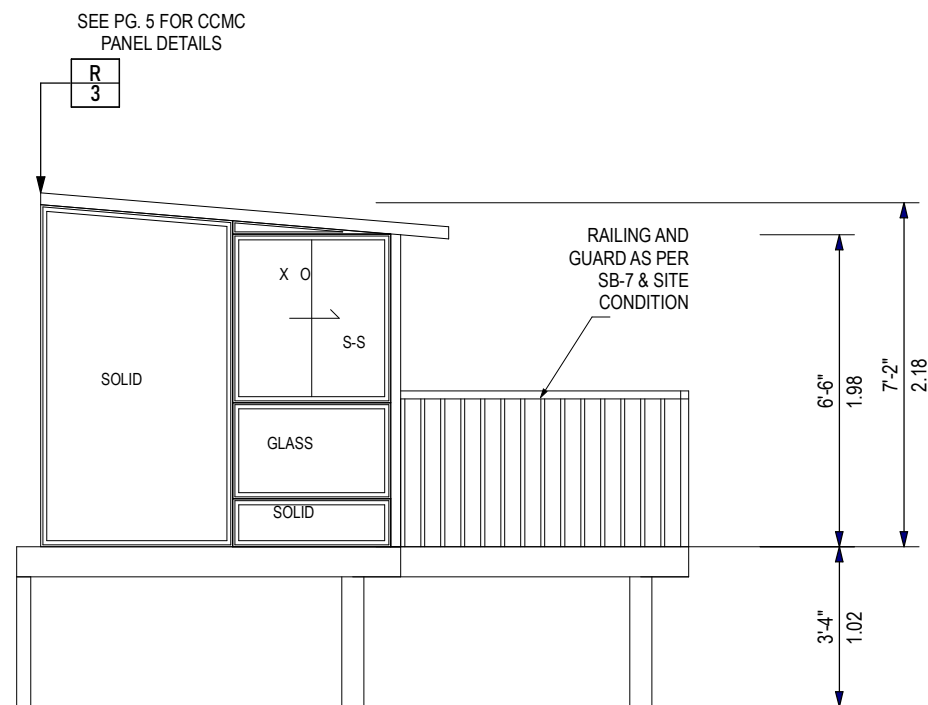 SEE PG. 5 FOR CCMC
PANEL DETAILS
R
3
RAILING AND
GUARD AS PER
SB-7 & SITE
CONDITION
X O
S-S
SOLID
GLASS
SOLID
6'-6"
1.98
7'-2"
2.18
3'-4"
1.02